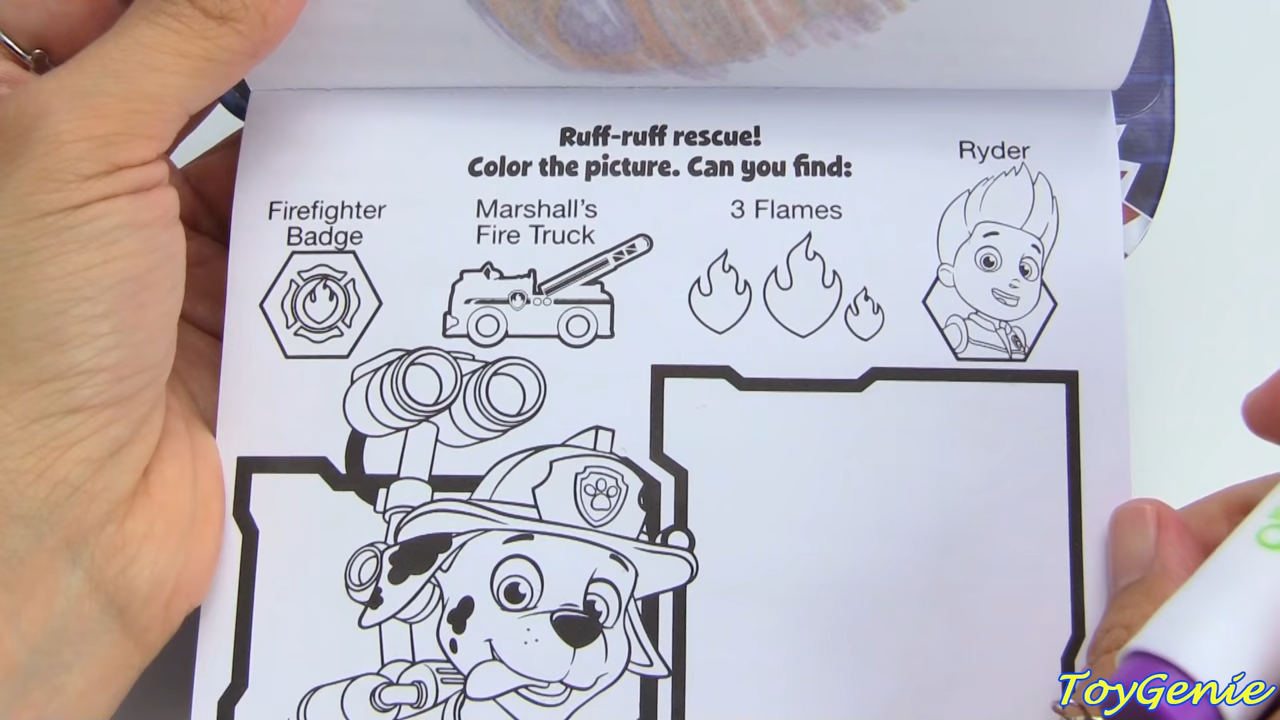 Ruff-ruff rescue!
Color the picture. Can you find:
Firefighter
Badge
Marshall's
Fire Truck
3 Flames
Ryder
ToyGenie